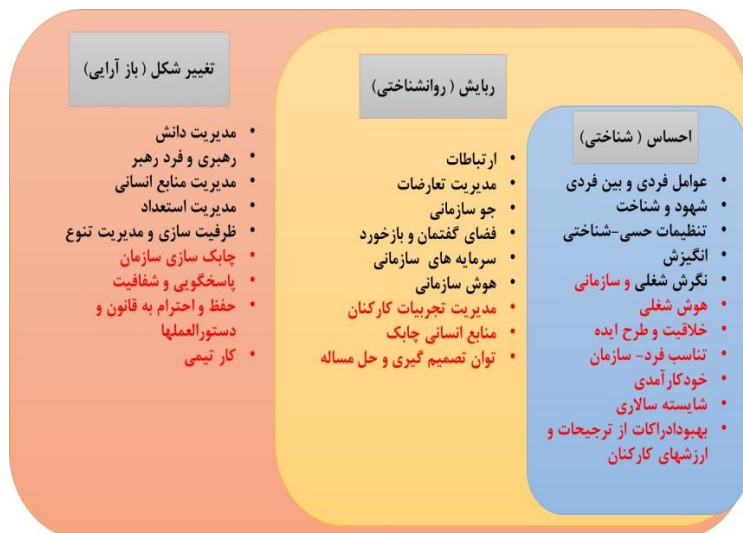 احساس ( شناختی)
عوامل فردی و بین فردی
شهود و شناخت
تنظیمات حسی-شناختی
انگیزش
نگرش شغلی و سازمانی
هوش شغلی
خلاقیت و طرح ایده
تناسب فرد- سازمان
خودکارآمدی
شایسته سالاری
بهبودادراکات از ترجیحات و
ارزشهای کارکنان
ربایش ( روانشناختی)
ارتباطات
مدیریت تعارضات
جو سازمانی
فضای گفتمان و بازخورد
سرمایه های سازمانی
هوش سازمانی
مدیریت تجربیات کارکنان
منابع انسانی چابک
توان تصمیم گیری و حل مساله
تغییر شکل ( باز آرایی)
مدیریت دانش
رهبری و فرد رهبر
مدیریت منابع انسانی
مدیریت استعداد
ظرفیت سازی و مدیریت تنوع
چابک سازی سازمان
پاسخگویی و شفافیت
حفظ و احترام به قانون و
دستورالعملها
کار تیمی